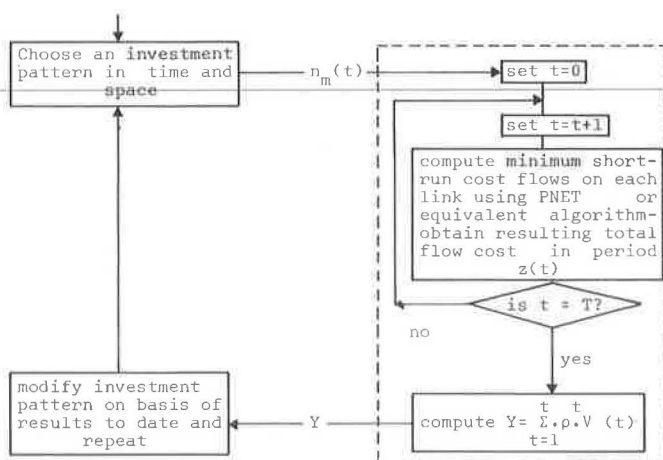 Choose an investment
pattern in time and
space
n_m(t)
set t=0
set t=t+1
compute minimum short-
run cost flows on each
link using PNET or
equivalent algorithm-
obtain resulting total
flow cost in period
z(t)
is t = T?
no
yes
t t
compute Y= Σ.ρ.V (t)
t=1
Y
modify investment
pattern on basis of
results to date and
repeat